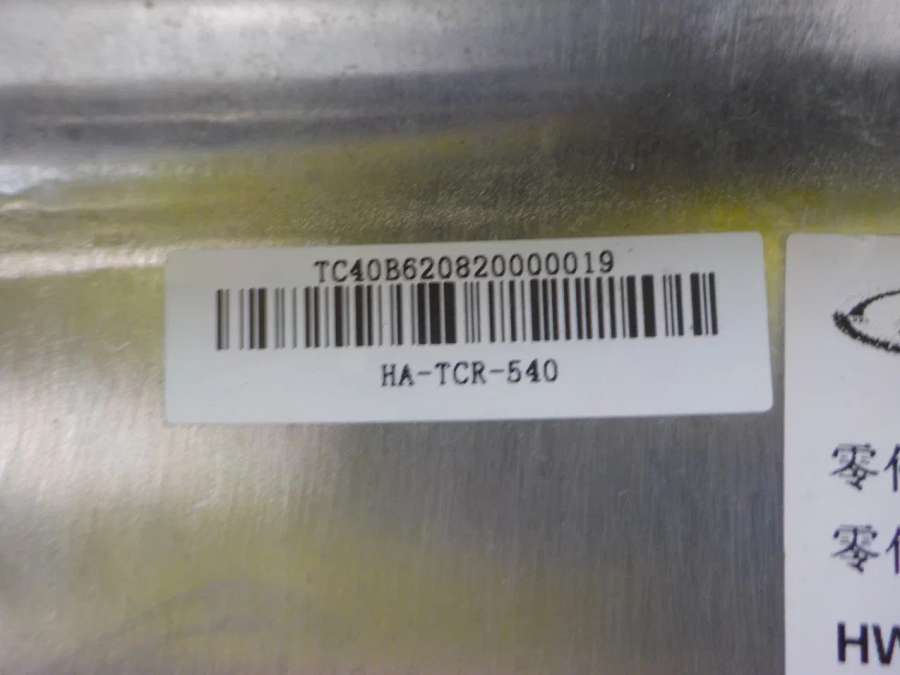 TC40B620820000019
HA-TCR-540
零
零
HW